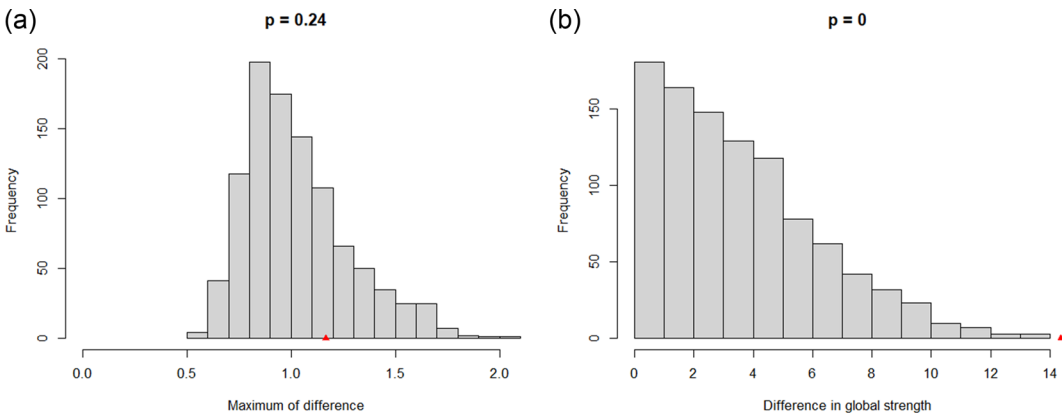 (a)
p = 0.24
Frequency
200
150
100
50
0
0.0 0.5 1.0 1.5 2.0
Maximum of difference
(b)
p = 0
Frequency
150
100
50
0
0 2 4 6 8 10 12 14
Difference in global strength